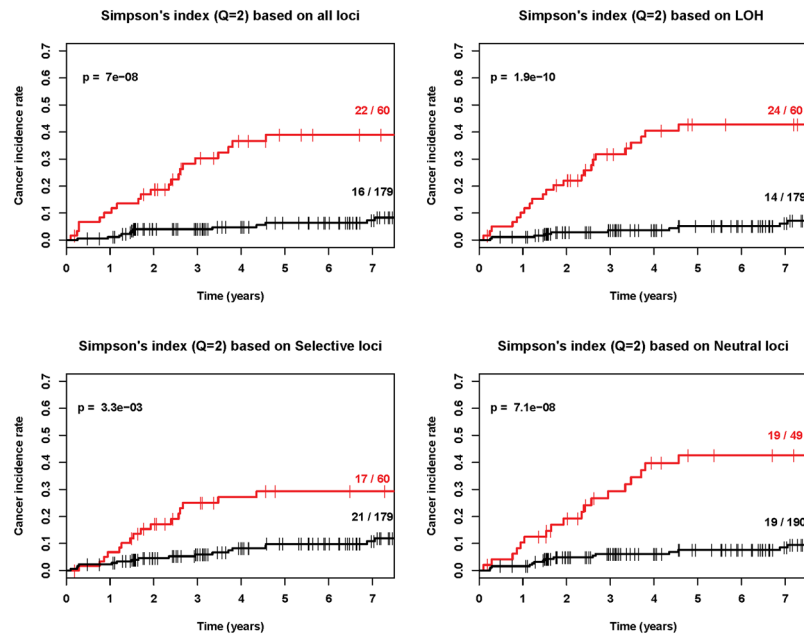 Simpson's index (Q=2) based on all loci
Cancer incidence rate
0.7
0.6
0.5
0.4
0.3
0.2
0.1
0.0
p = 7e−08
22 / 60
16 / 179
0 1 2 3 4 5 6 7
Time (years)
Simpson's index (Q=2) based on LOH
Cancer incidence rate
0.7
0.6
0.5
0.4
0.3
0.2
0.1
0.0
p = 1.9e−10
24 / 60
14 / 179
0 1 2 3 4 5 6 7
Time (years)
Simpson's index (Q=2) based on Selective loci
Cancer incidence rate
0.7
0.6
0.5
0.4
0.3
0.2
0.1
0.0
p = 3.3e−03
17 / 60
21 / 179
0 1 2 3 4 5 6 7
Time (years)
Simpson's index (Q=2) based on Neutral loci
Cancer incidence rate
0.7
0.6
0.5
0.4
0.3
0.2
0.1
0.0
p = 7.1e−08
19 / 49
19 / 190
0 1 2 3 4 5 6 7
Time (years)